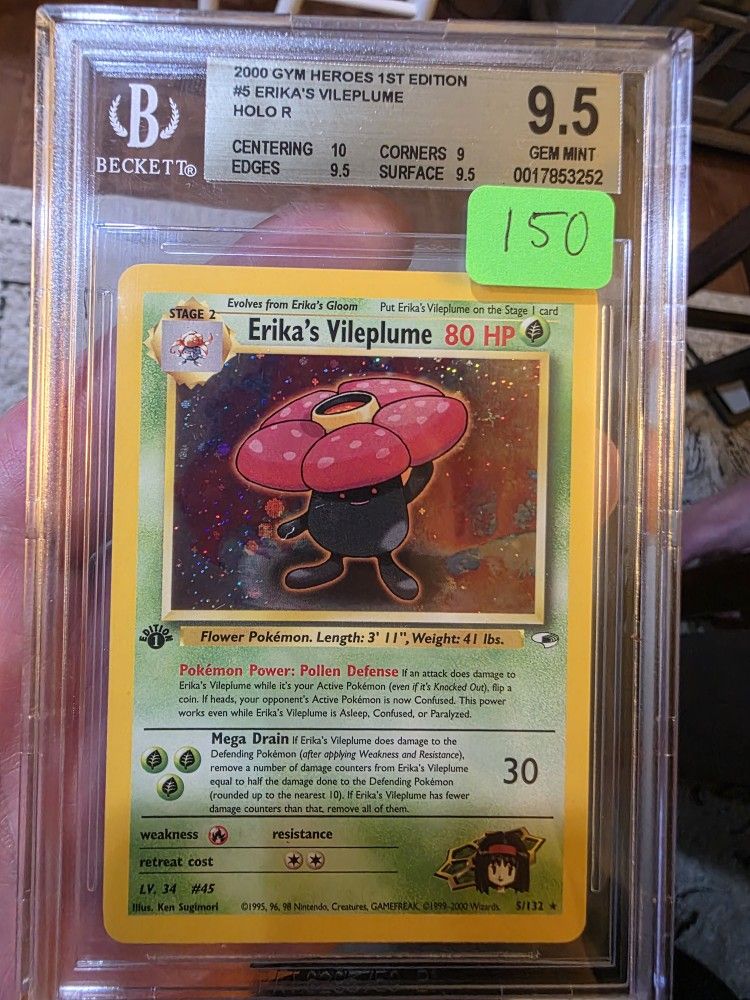 B
BECKETT®
2000 GYM HEROES 1ST EDITION
#5 ERIKA'S VILEPLUME
HOLO R
CENTERING 10 CORNERS 9
EDGES 9.5 SURFACE 9.5
9.5
GEM MINT
0017853252
150
STAGE 2
Evolves from Erika's Gloom Put Erika's Vileplume on the Stage 1 card
Erika's Vileplume 80 HP
EDITION
1
Flower Pokémon. Length: 3' 11", Weight: 41 lbs.
Pokémon Power: Pollen Defense If an attack does damage to
Erika's Vileplume while it's your Active Pokémon (even if it's Knocked Out), flip a
coin. If heads, your opponent's Active Pokémon is now Confused. This power
works even while Erika's Vileplume is Asleep, Confused, or Paralyzed.
Mega Drain If Erika's Vileplume does damage to the
Defending Pokémon (after applying Weakness and Resistance),
remove a number of damage counters from Erika's Vileplume
equal to half the damage done to the Defending Pokémon
(rounded up to the nearest 10). If Erika's Vileplume has fewer
damage counters than that, remove all of them.
30
weakness resistance
retreat cost
LV. 34 #45
Illus. Ken Sugimori ©1995, 96, 98 Nintendo, Creatures, GAMEFREAK. ©1999-2000 Wizards. 5/132 ★